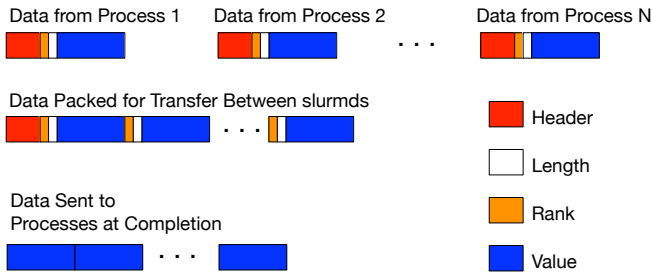 Data from Process 1
Data from Process 2
Data from Process N
. . .
Data Packed for Transfer Between slurmds
. . .
Header
Length
Data Sent to
Processes at Completion
Rank
. . .
Value